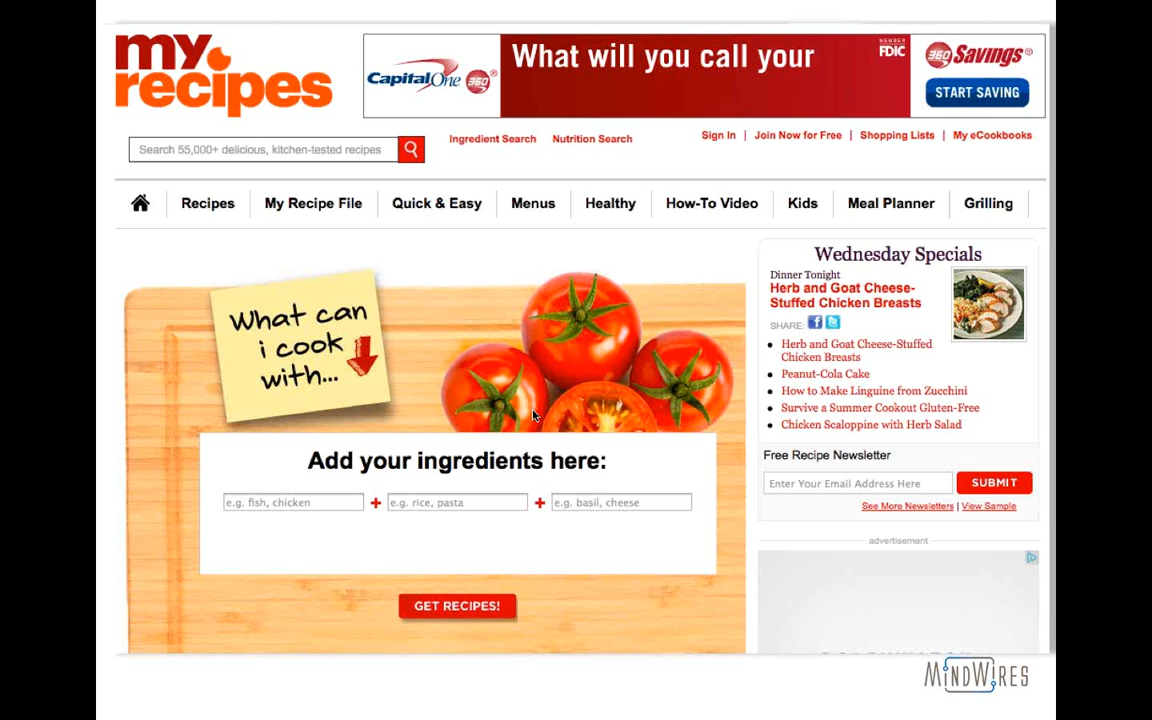 my
recipes
Capital One 360®
What will you call your
MEMBER
FDIC
360 Savings®
START SAVING
Search 55,000+ delicious, kitchen-tested recipes
Ingredient Search
Nutrition Search
Sign In | Join Now for Free | Shopping Lists | My eCookbooks
Recipes
My Recipe File
Quick & Easy
Menus
Healthy
How-To Video
Kids
Meal Planner
Grilling
What can
i cook
with...
Add your ingredients here:
e.g. fish, chicken + e.g. rice, pasta + e.g. basil, cheese
GET RECIPES!
Wednesday Specials
Dinner Tonight
Herb and Goat Cheese-
Stuffed Chicken Breasts
SHARE:
Herb and Goat Cheese-Stuffed
Chicken Breasts
Peanut-Cola Cake
How to Make Linguine from Zucchini
Survive a Summer Cookout Gluten-Free
Chicken Scaloppine with Herb Salad
Free Recipe Newsletter
Enter Your Email Address Here
SUBMIT
See More Newsletters | View Sample
advertisement
MINDWIRES